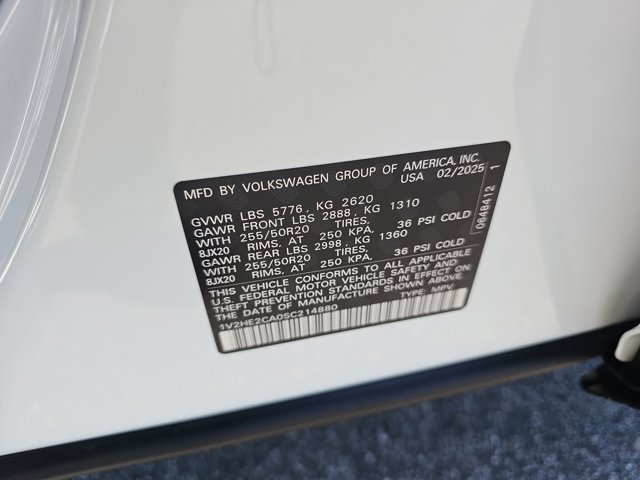 MFD BY VOLKSWAGEN GROUP OF AMERICA, INC.
USA 02/2025
GVWR LBS 5776, KG 2620
GAWR FRONT LBS 2888, KG 1310
WITH 255/50R20 TIRES, 36 PSI COLD
8JX20 RIMS, AT 250 KPA,
GAWR REAR LBS 2998, KG 1360
WITH 255/50R20 TIRES, 36 PSI COLD
8JX20 RIMS, AT 250 KPA,
THIS VEHICLE CONFORMS TO ALL APPLICABLE
U.S. FEDERAL MOTOR VEHICLE SAFETY AND
THEFT PREVENTION STANDARDS IN EFFECT ON
THE DATE OF MANUFACTURE SHOWN ABOVE.
1V2HE2CA0SC214880 TYPE: MPV
0648412 1